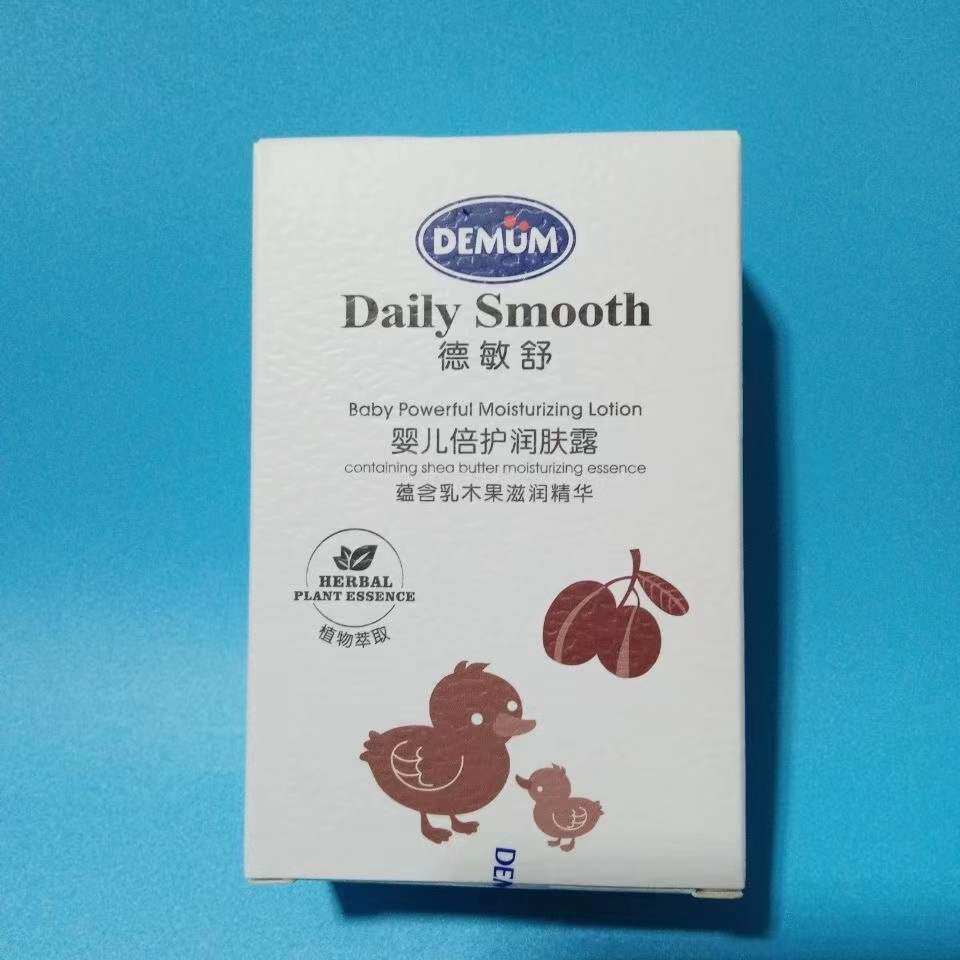 DEMUM
Daily Smooth
德敏舒
Baby Powerful Moisturizing Lotion
婴儿倍护润肤露
containing shea butter moisturizing essence
蕴含乳木果滋润精华
HERBAL
PLANT ESSENCE
植物萃取
DEM